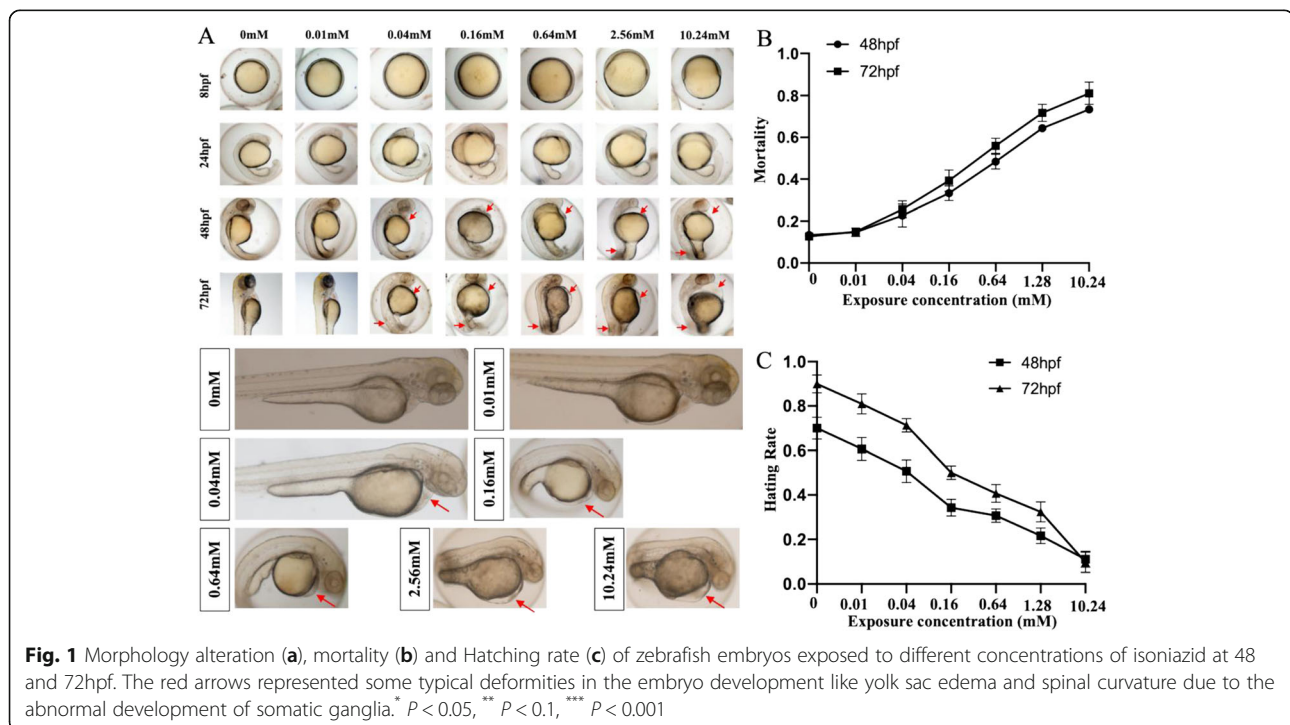 A
0mM 0.01mM 0.04mM 0.16mM 0.64mM 2.56mM 10.24mM
8hpf
24hpf
48hpf
72hpf
0mM
0.01mM
0.04mM
0.16mM
0.64mM
2.56mM
10.24mM
B
48hpf
72hpf
Mortality
1.0
0.8
0.6
0.4
0.2
0.0
0 0.01 0.04 0.16 0.64 1.28 10.24
Exposure concentration (mM)
C
48hpf
72hpf
Hating Rate
1.0
0.8
0.6
0.4
0.2
0.0
0 0.01 0.04 0.16 0.64 1.28 10.24
Exposure concentration (mM)
Fig. 1 Morphology alteration (a), mortality (b) and Hatching rate (c) of zebrafish embryos exposed to different concentrations of isoniazid at 48
and 72hpf. The red arrows represented some typical deformities in the embryo development like yolk sac edema and spinal curvature due to the
abnormal development of somatic ganglia.* P < 0.05, ** P < 0.1, *** P < 0.001